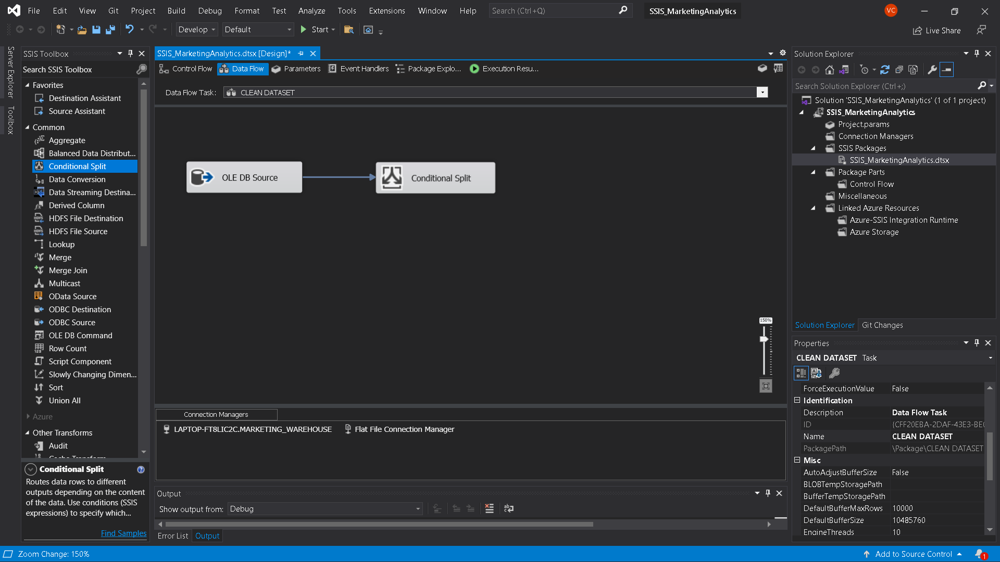 File Edit View Git Project Build Debug Format Test Analyze Tools Extensions Window Help Search (Ctrl+Q) SSIS_MarketingAnalytics VC
Develop Default Start Live Share
Server Explorer
Toolbox
SSIS Toolbox
Search SSIS Toolbox
Favorites
Destination Assistant
Source Assistant
Common
Aggregate
Balanced Data Distribut...
Conditional Split
Data Conversion
Data Streaming Destina...
Derived Column
HDFS File Destination
HDFS File Source
Lookup
Merge
Merge Join
Multicast
OData Source
ODBC Destination
ODBC Source
OLE DB Command
Row Count
Script Component
Slowly Changing Dimen...
Sort
Union All
Azure
Other Transforms
Audit
Conditional Split
Routes data rows to different
outputs depending on the content
of the data. Use conditions (SSIS
expressions) to specify which...
Find Samples
SSIS_MarketingAnalytics.dtsx [Design]*
Control Flow Data Flow Parameters Event Handlers Package Explo... Execution Resu...
Data Flow Task: CLEAN DATASET
OLE DB Source
Conditional Split
150%
Connection Managers
LAPTOP-FT8LIC2C.MARKETING_WAREHOUSE Flat File Connection Manager
Output
Show output from: Debug
Error List Output
Solution Explorer
Search Solution Explorer (Ctrl+;)
Solution 'SSIS_MarketingAnalytics' (1 of 1 project)
SSIS_MarketingAnalytics
Project.params
Connection Managers
SSIS Packages
SSIS_MarketingAnalytics.dtsx
Package Parts
Control Flow
Miscellaneous
Linked Azure Resources
Azure-SSIS Integration Runtime
Azure Storage
Solution Explorer Git Changes
Properties
CLEAN DATASET Task
ForceExecutionValue False
Identification
Description Data Flow Task
ID {CFF20EBA-2DAF-43E3-BE
Name CLEAN DATASET
PackagePath \Package\CLEAN DATASET
Misc
AutoAdjustBufferSize False
BLOBTempStoragePath
BufferTempStoragePath
DefaultBufferMaxRows 10000
DefaultBufferSize 10485760
EngineThreads 10
Zoom Change: 150% Add to Source Control 1